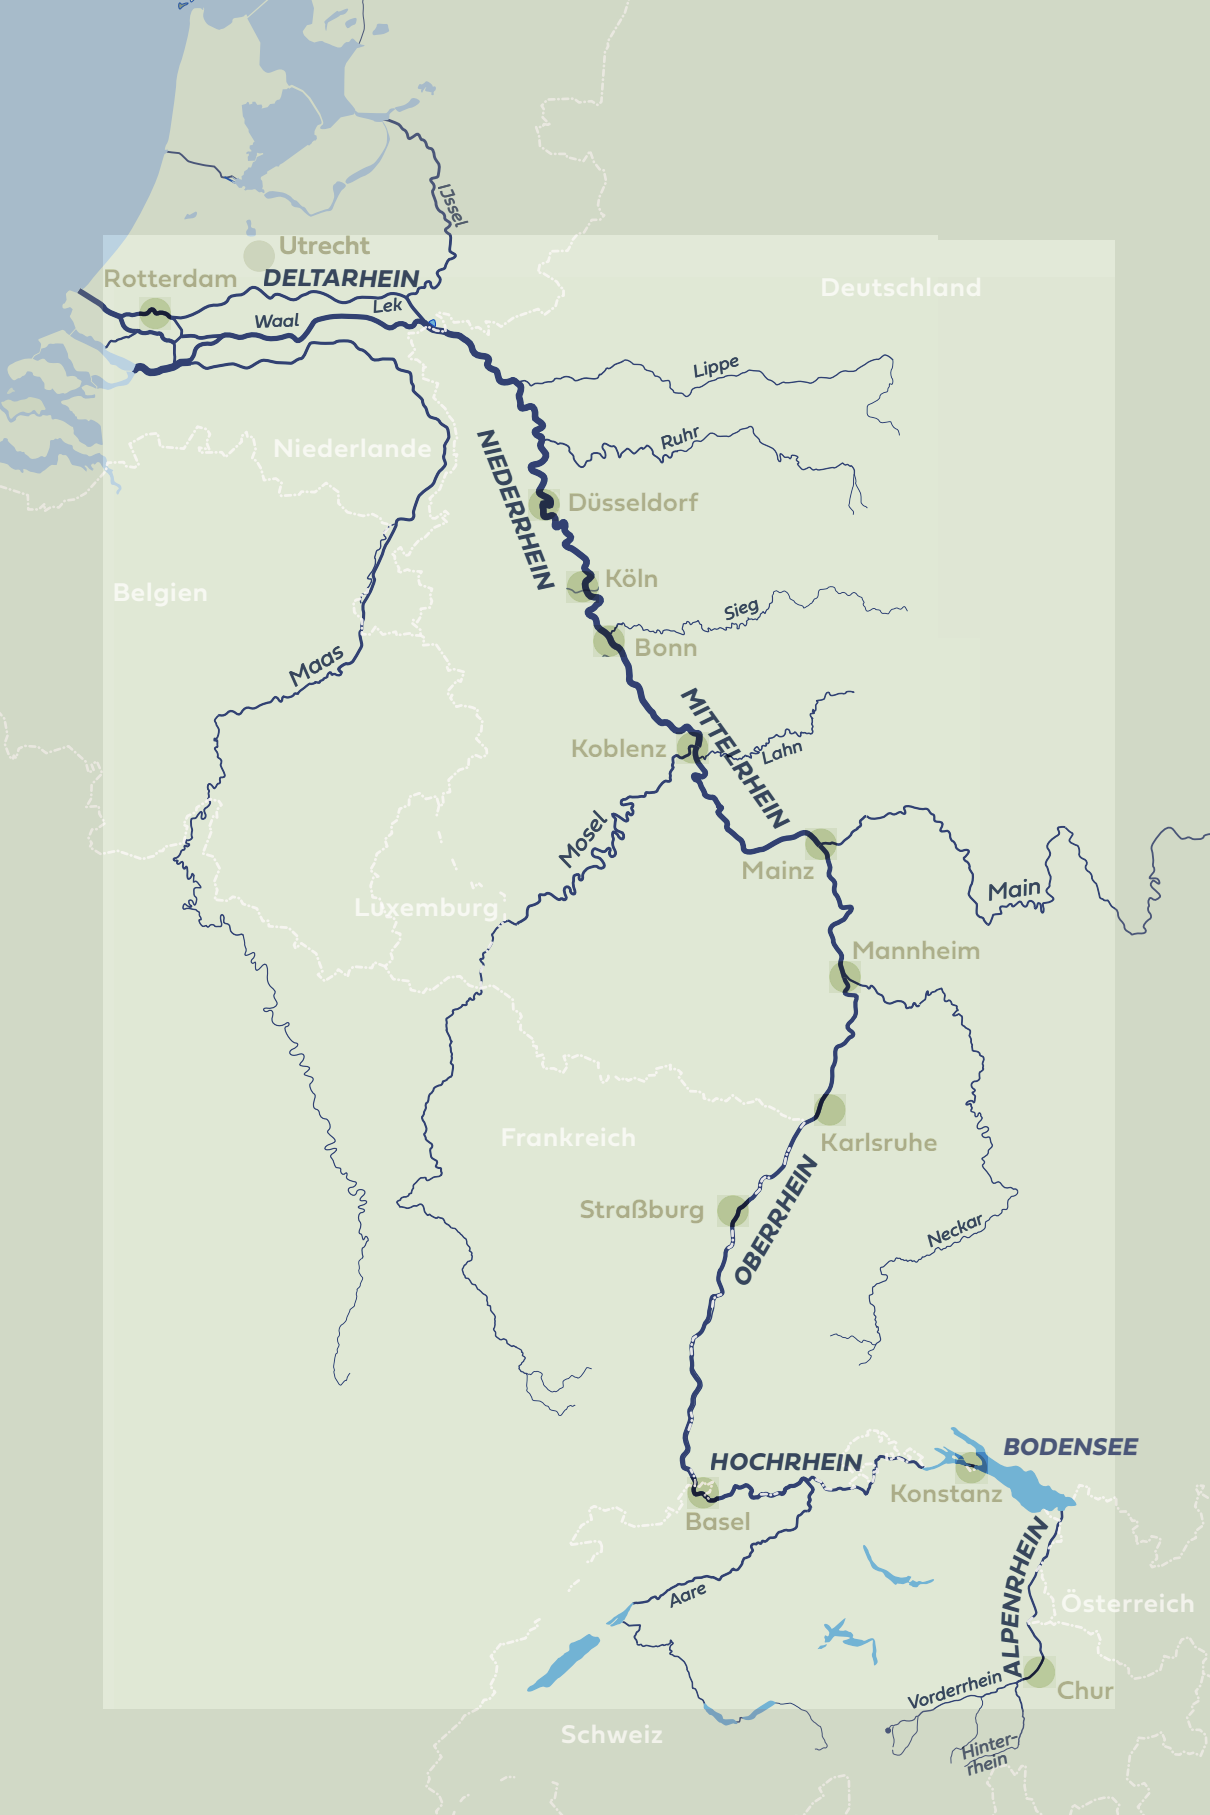 IJssel
Utrecht
Rotterdam
DELTARHEIN
Deutschland
Lek
Waal
Lippe
Ruhr
Niederlande
NIEDERRHEIN
Düsseldorf
Köln
Belgien
Sieg
Bonn
Maas
MITTELRHEIN
Koblenz
Lahn
Mosel
Mainz
Main
Luxemburg
Mannheim
Frankreich
Karlsruhe
Straßburg
OBERRHEIN
Neckar
BODENSEE
HOCHRHEIN
Konstanz
Basel
Aare
ALPENRHEIN
Österreich
Vorderrhein
Chur
Schweiz
Hinter-
rhein